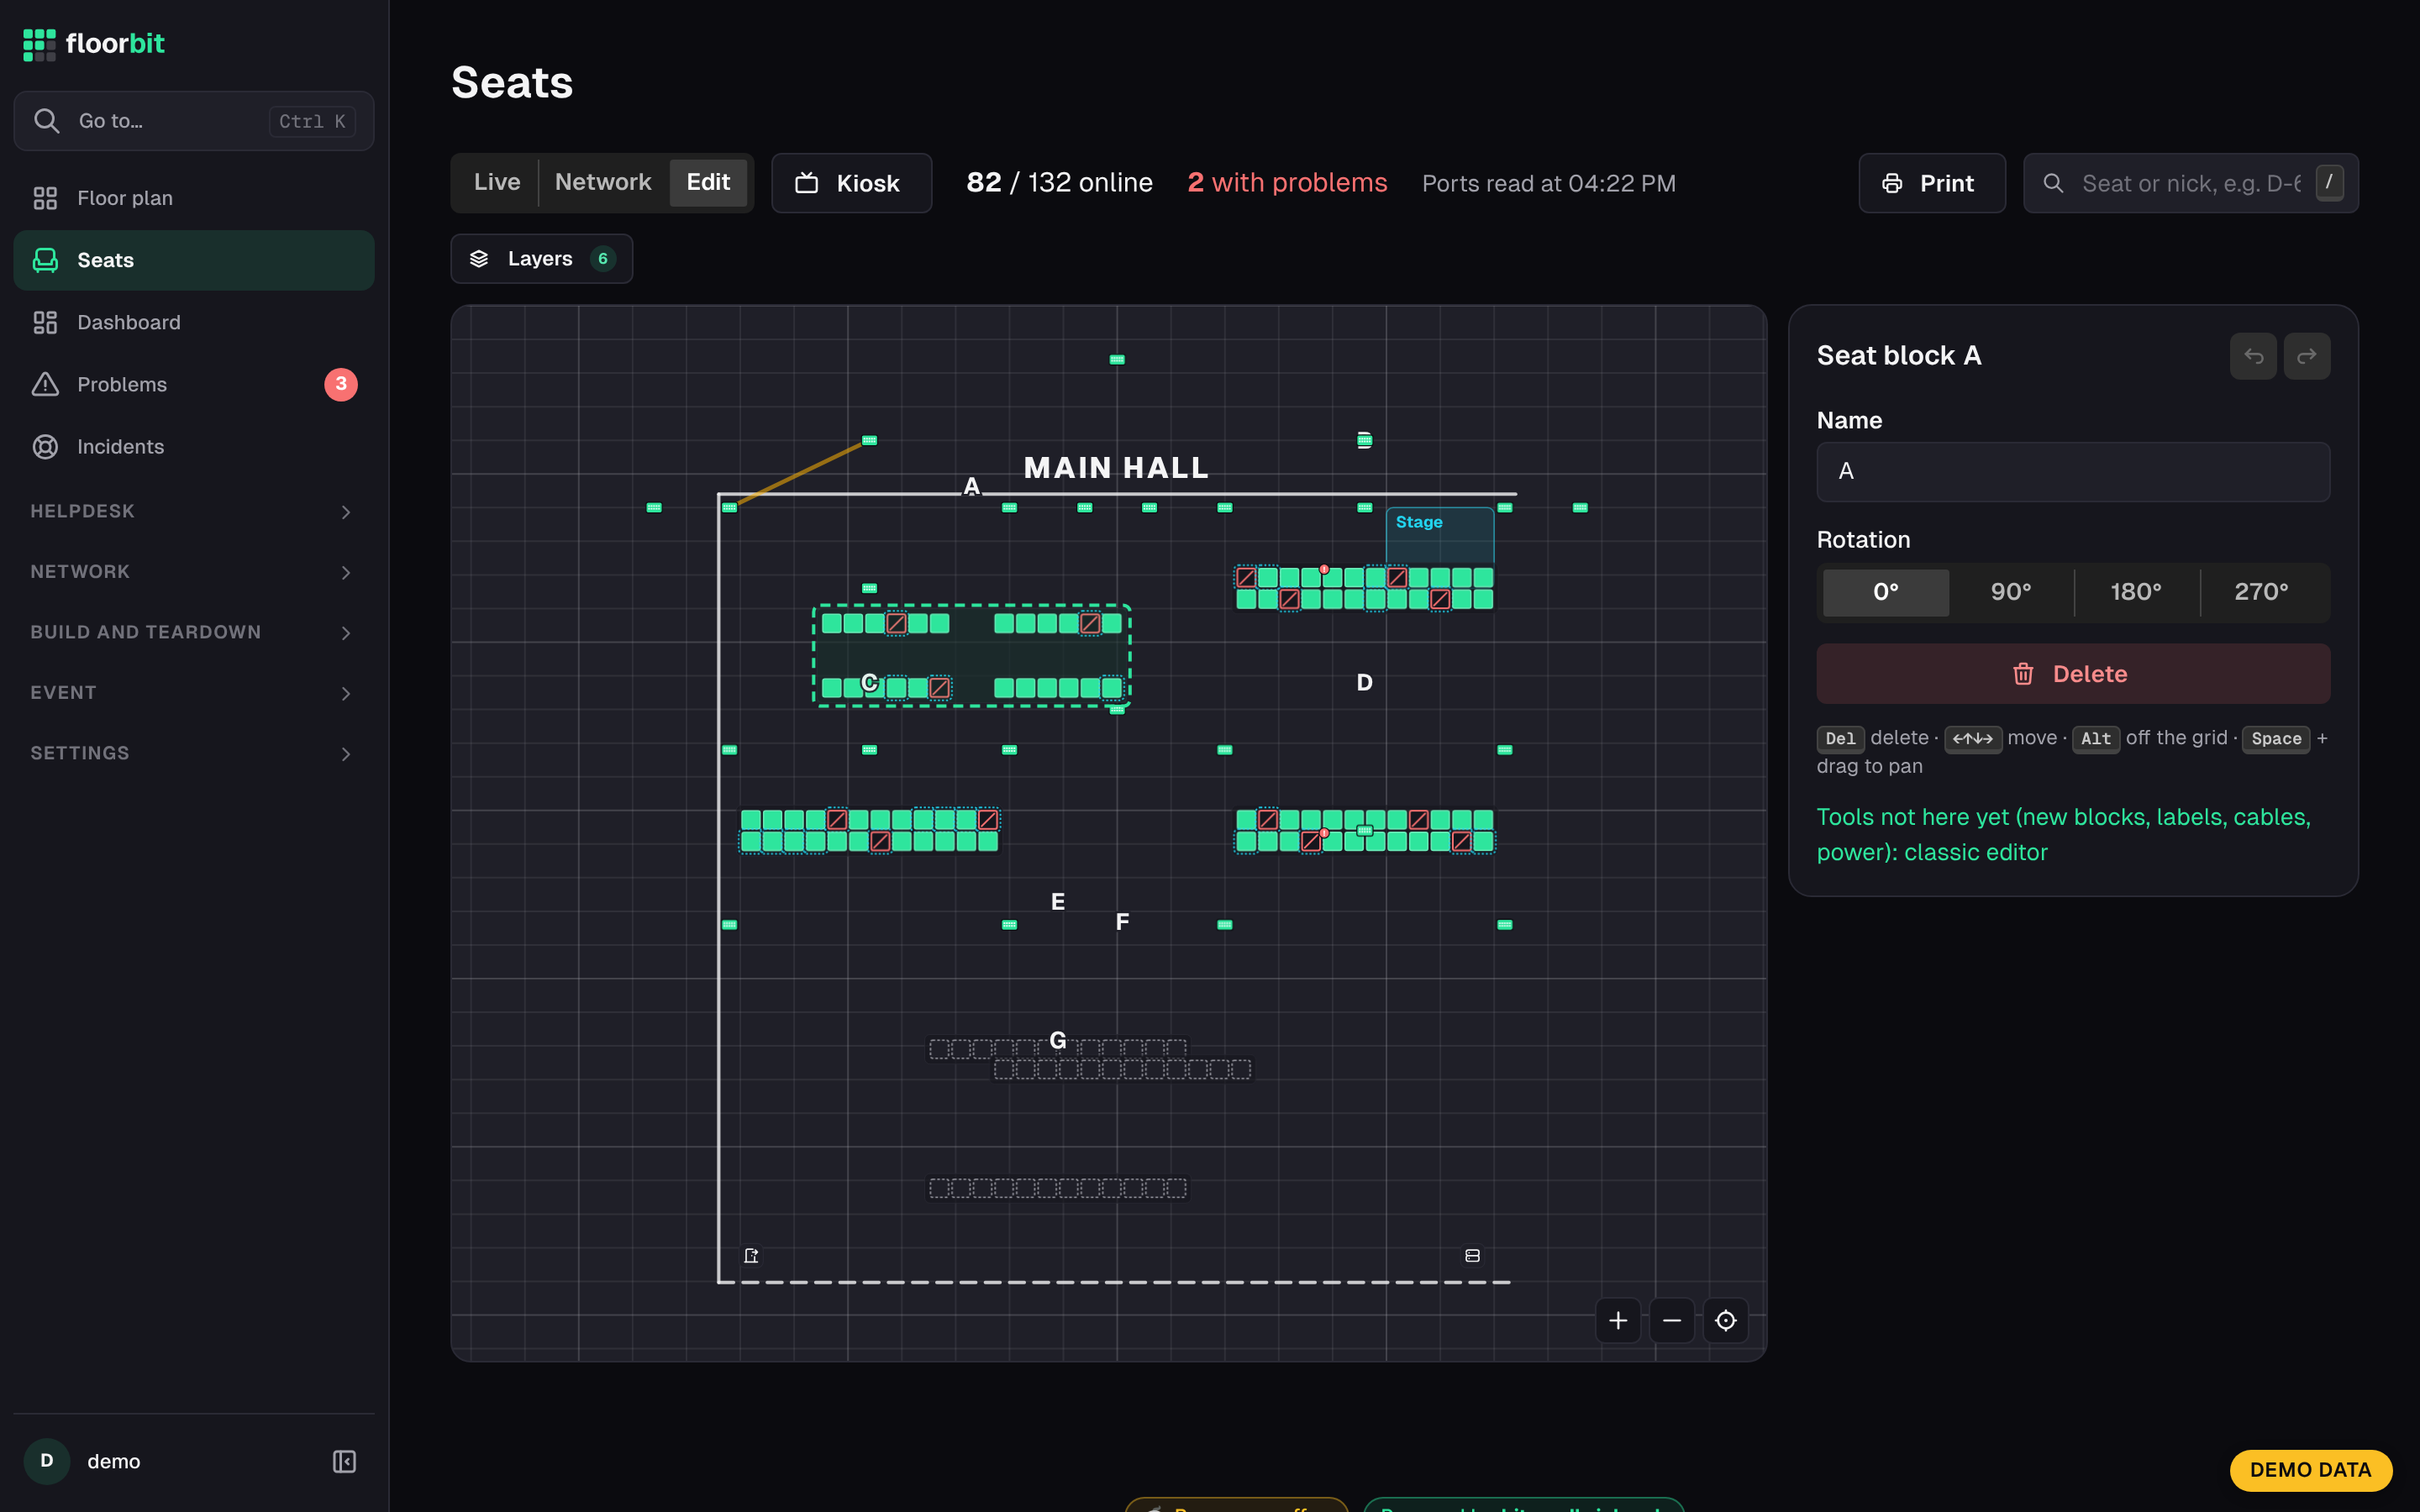 floorbit
Go to…
Ctrl K
Floor plan
Seats
Dashboard
Problems
3
Incidents
HELPDESK
NETWORK
BUILD AND TEARDOWN
EVENT
SETTINGS
D
demo
Seats
Live
Network
Edit
Kiosk
82 / 132 online
2 with problems
Ports read at 04:22 PM
Print
Seat or nick, e.g. D-6
/
Layers
6
MAIN HALL
A
Stage
C
D
E
F
G
Seat block A
Name
A
Rotation
0°
90°
180°
270°
Delete
Del delete · ←↑↓→ move · Alt off the grid · Space +
drag to pan
Tools not here yet (new blocks, labels, cables,
power): classic editor
DEMO DATA